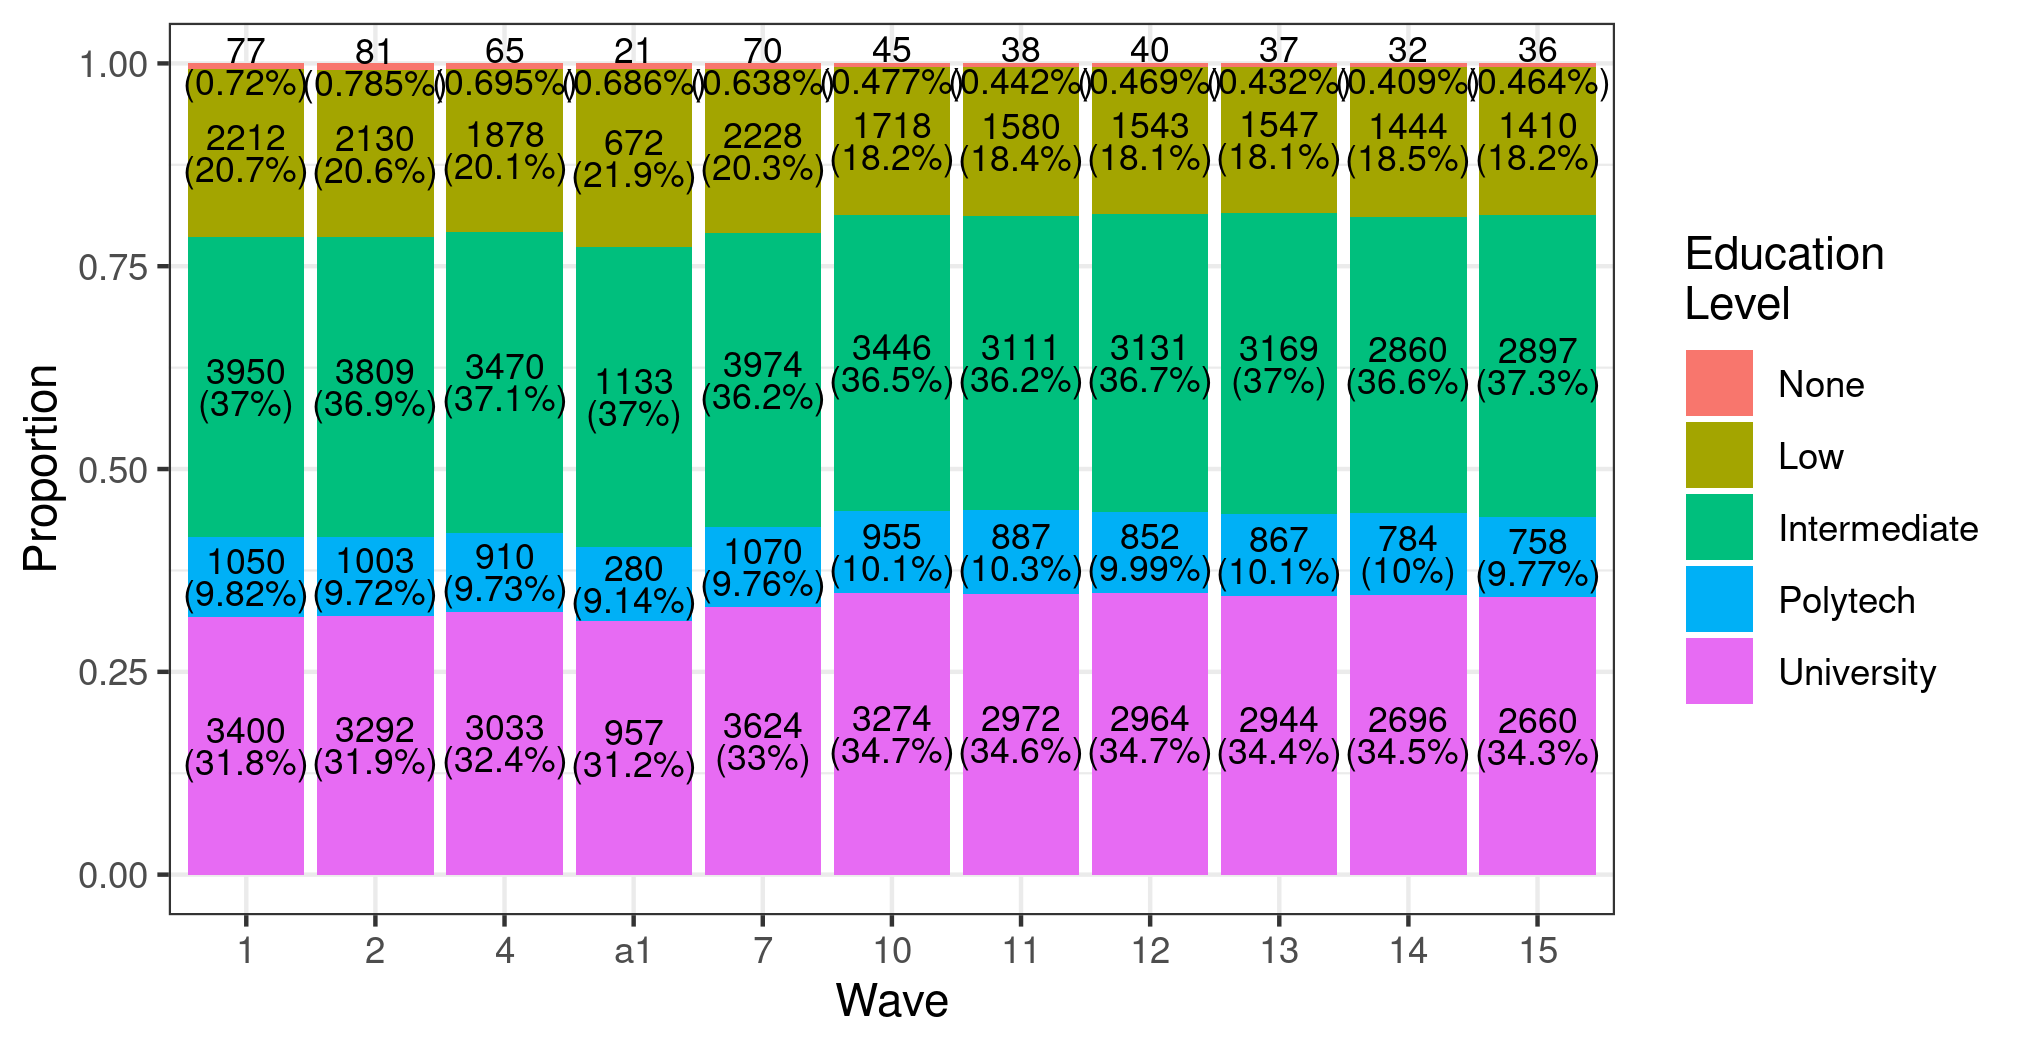 77 81 65 21 70 45 38 40 37 32 36
(0.72%) (0.785%) (0.695%) (0.686%) (0.638%) (0.477%) (0.442%) (0.469%) (0.432%) (0.409%) (0.464%)
2212 2130 1878 672 2228 1718 1580 1543 1547 1444 1410
(20.7%) (20.6%) (20.1%) (21.9%) (20.3%) (18.2%) (18.4%) (18.1%) (18.1%) (18.5%) (18.2%)
3950 3809 3470 1133 3974 3446 3111 3131 3169 2860 2897
(37%) (36.9%) (37.1%) (37%) (36.2%) (36.5%) (36.2%) (36.7%) (37%) (36.6%) (37.3%)
1050 1003 910 280 1070 955 887 852 867 784 758
(9.82%) (9.72%) (9.73%) (9.14%) (9.76%) (10.1%) (10.3%) (9.99%) (10.1%) (10%) (9.77%)
3400 3292 3033 957 3624 3274 2972 2964 2944 2696 2660
(31.8%) (31.9%) (32.4%) (31.2%) (33%) (34.7%) (34.6%) (34.7%) (34.4%) (34.5%) (34.3%)
1.00
0.75
0.50
0.25
0.00
Proportion
1 2 4 a1 7 10 11 12 13 14 15
Wave
Education
Level
None
Low
Intermediate
Polytech
University